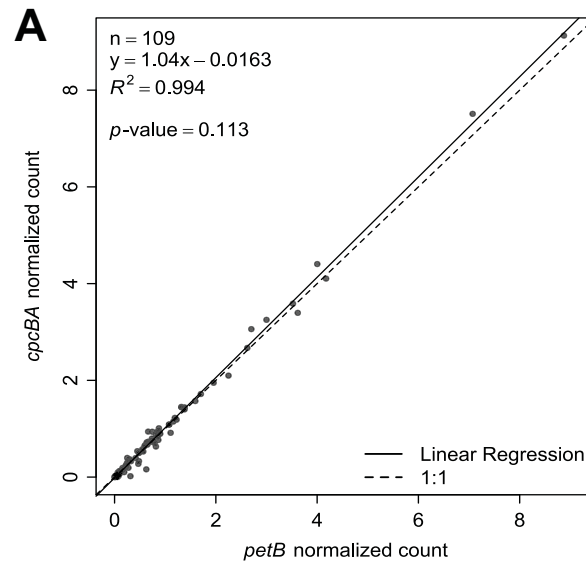 A
n = 109
y = 1.04x − 0.0163
R² = 0.994
p-value = 0.113
cpcBA normalized count
8
6
4
2
0
Linear Regression
1:1
0 2 4 6 8
petB normalized count